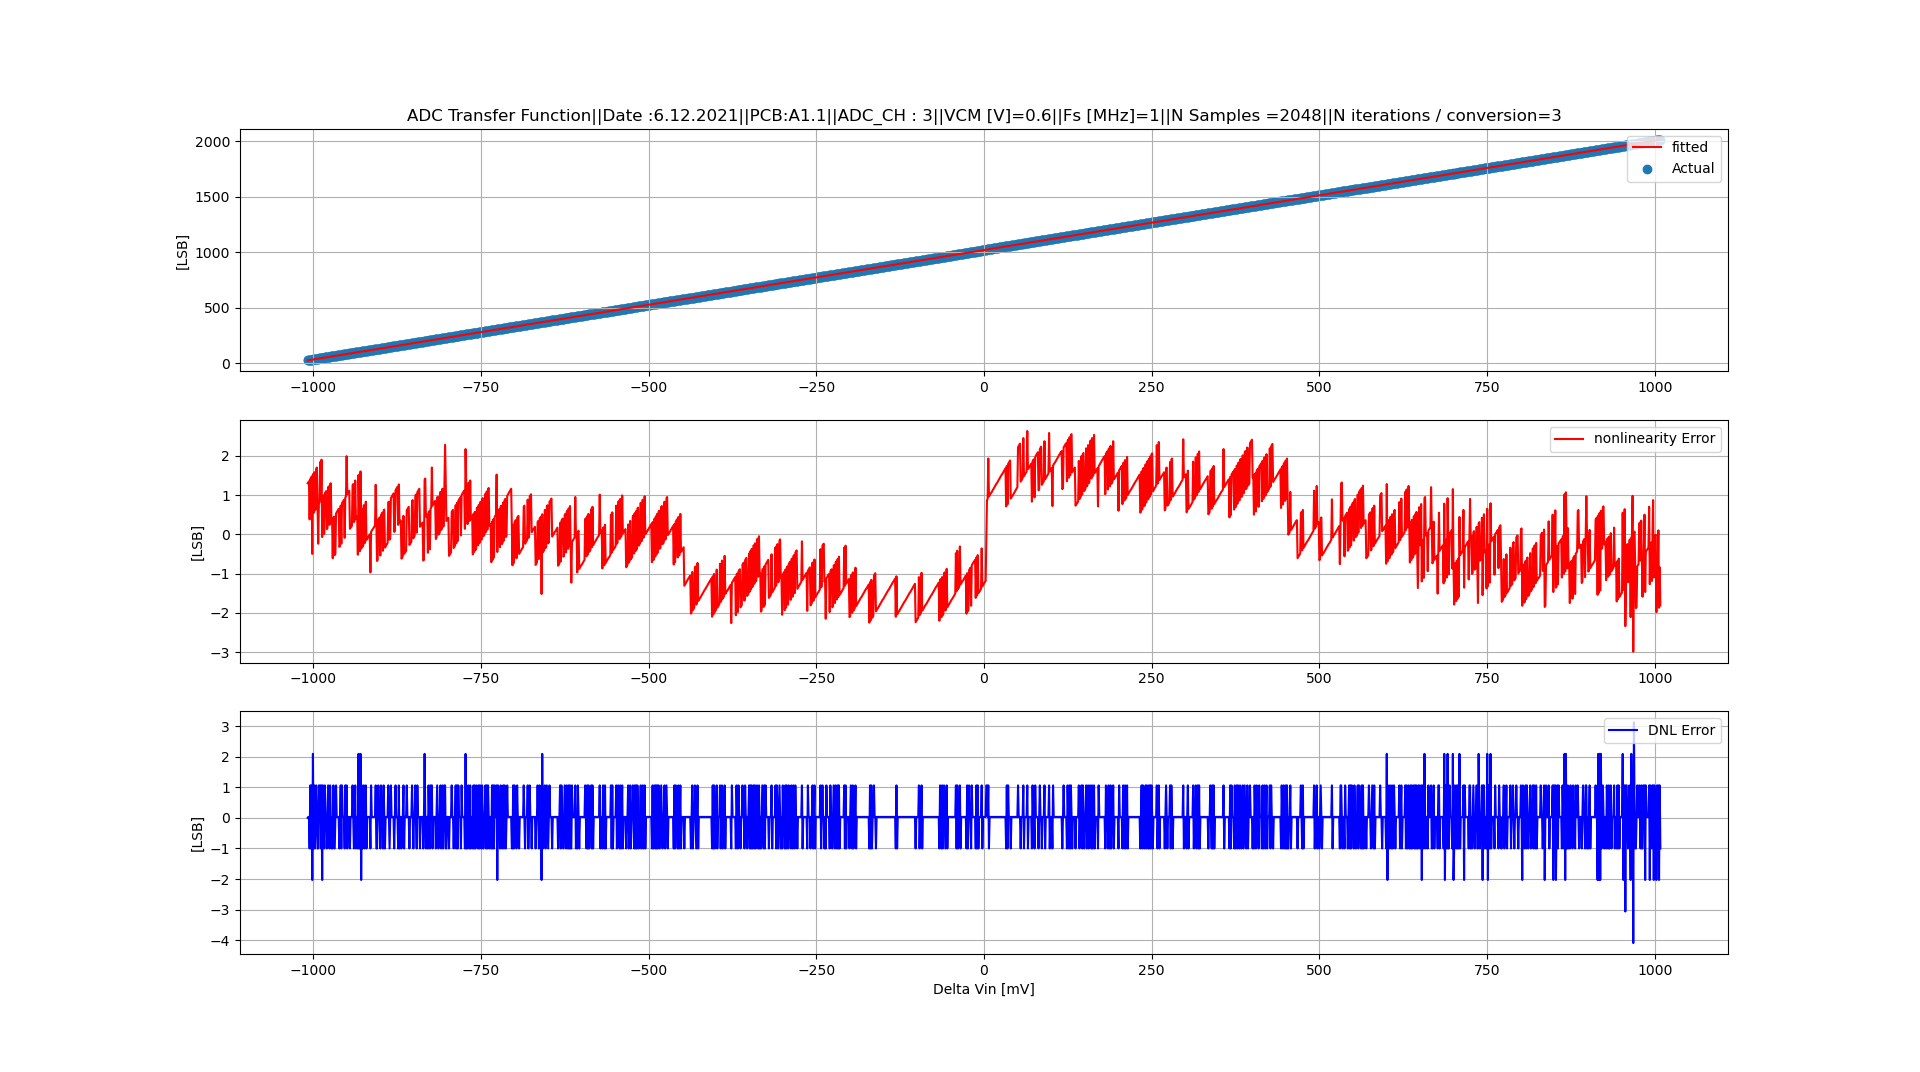 ADC Transfer Function||Date :6.12.2021||PCB:A1.1||ADC_CH : 3||VCM [V]=0.6||Fs [MHz]=1||N Samples =2048||N iterations / conversion=3
2000
1500
1000
500
0
[LSB]
fitted
Actual
−1000 −750 −500 −250 0 250 500 750 1000
2
1
0
−1
−2
−3
[LSB]
nonlinearity Error
−1000 −750 −500 −250 0 250 500 750 1000
3
2
1
0
−1
−2
−3
−4
[LSB]
DNL Error
−1000 −750 −500 −250 0 250 500 750 1000
Delta Vin [mV]